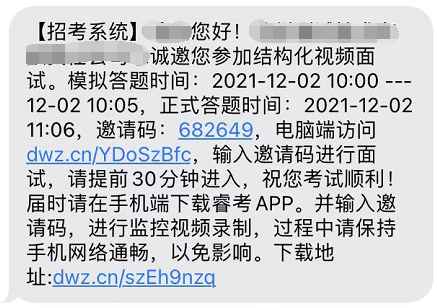 【招考系统】您好！
诚邀您参加结构化视频面
试。模拟答题时间：2021-12-02 10:00 ---
12-02 10:05，正式答题时间：2021-12-02
11:06，邀请码：682649，电脑端访问
dwz.cn/YDoSzBfc，输入邀请码进行面
试，请提前30分钟进入，祝您考试顺利！
届时请在手机端下载睿考APP。并输入邀
请码，进行监控视频录制，过程中请保持
手机网络通畅，以免影响。下载地
址:dwz.cn/szEh9nzq